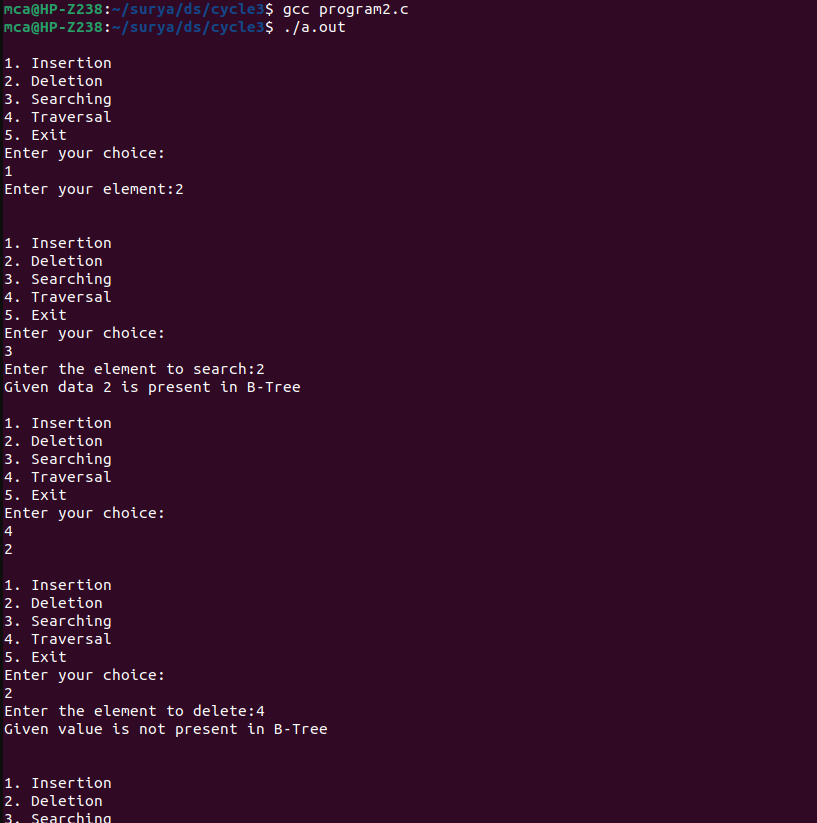 mca@HP-Z238:~/surya/ds/cycle3$ gcc program2.c
mca@HP-Z238:~/surya/ds/cycle3$ ./a.out
1. Insertion
2. Deletion
3. Searching
4. Traversal
5. Exit
Enter your choice:
1
Enter your element:2
1. Insertion
2. Deletion
3. Searching
4. Traversal
5. Exit
Enter your choice:
3
Enter the element to search:2
Given data 2 is present in B-Tree
1. Insertion
2. Deletion
3. Searching
4. Traversal
5. Exit
Enter your choice:
4
2
1. Insertion
2. Deletion
3. Searching
4. Traversal
5. Exit
Enter your choice:
2
Enter the element to delete:4
Given value is not present in B-Tree
1. Insertion
2. Deletion
3. Searching